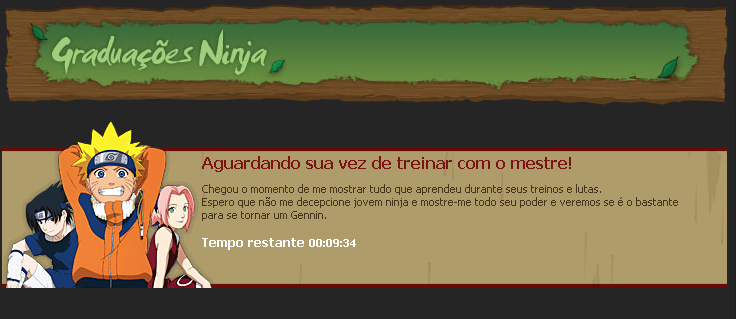 Graduações Ninja
Aguardando sua vez de treinar com o mestre!
Chegou o momento de me mostrar tudo que aprendeu durante seus treinos e lutas.
Espero que não me decepcione jovem ninja e mostre-me todo seu poder e veremos se é o bastante
para se tornar um Gennin.
Tempo restante 00:09:34